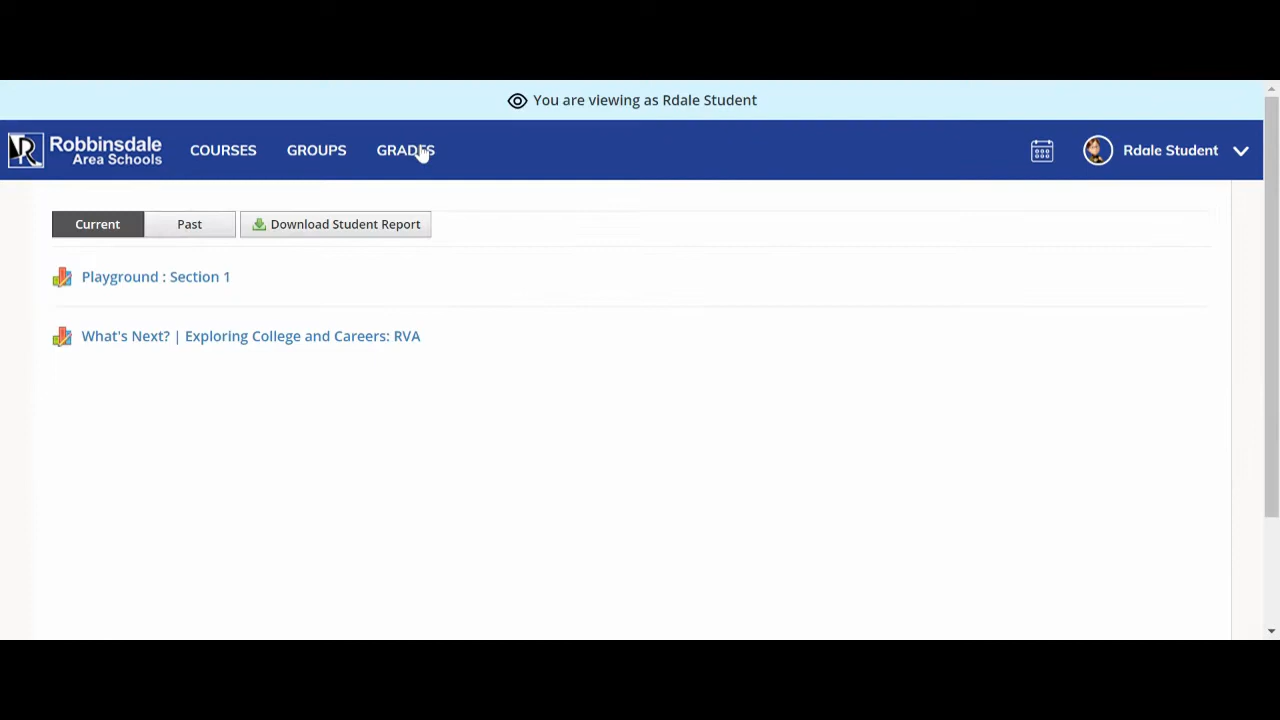 You are viewing as Rdale Student
Robbinsdale
Area Schools
COURSES GROUPS GRADES
Rdale Student
Current Past Download Student Report
Playground : Section 1
What's Next? | Exploring College and Careers: RVA